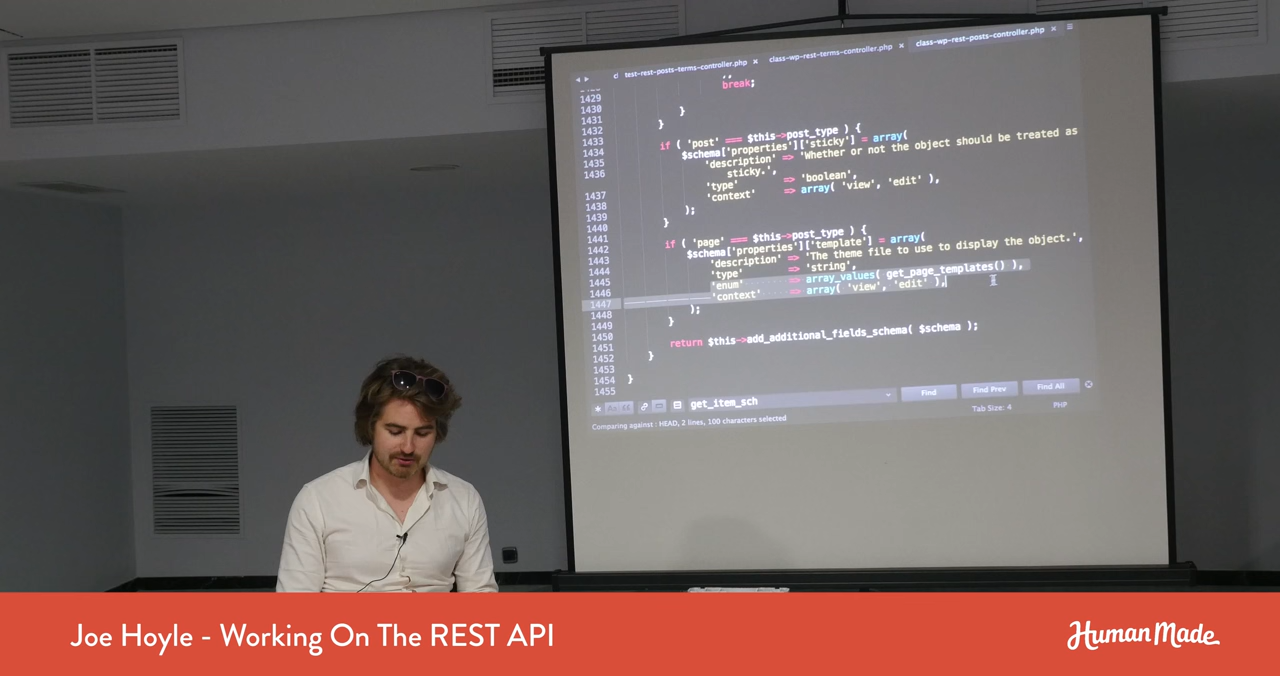 test-rest-posts-terms-controller.php × class-wp-rest-terms-controller.php × class-wp-rest-posts-controller.php ×
1429 break;
1430
1431 }
1432 }
1433 if ( 'post' === $this->post_type ) {
1434 $schema['properties']['sticky'] = array(
1435 'description' => 'Whether or not the object should be treated as
1436 sticky.',
'type' => 'boolean',
1437 'context' => array( 'view', 'edit' ),
1438 );
1439 }
1440
1441 if ( 'page' === $this->post_type ) {
1442 $schema['properties']['template'] = array(
1443 'description' => 'The theme file to use to display the object.',
1444 'type' => 'string',
1445 'enum' => array_values( get_page_templates() ),
1446 'context' => array( 'view', 'edit' ),
1447
1448 );
1449 }
1450 return $this->add_additional_fields_schema( $schema );
1451
1452 }
1453
1454 }
1455
get_item_sch Find Find Prev Find All
Comparing against : HEAD, 2 lines, 100 characters selected Tab Size: 4 PHP
Joe Hoyle - Working On The REST API
Human Made